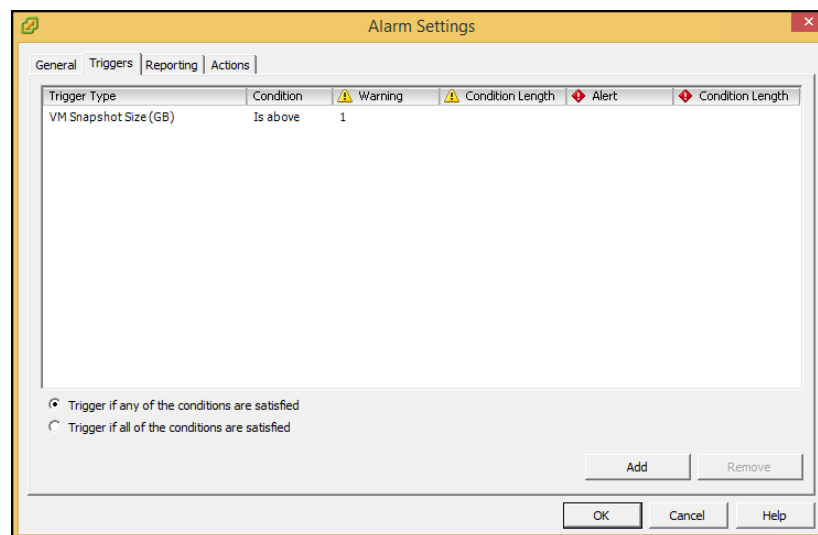 Alarm Settings
General Triggers Reporting Actions
Trigger Type Condition Warning Condition Length Alert Condition Length
VM Snapshot Size (GB) Is above 1
Trigger if any of the conditions are satisfied
Trigger if all of the conditions are satisfied
Add Remove
OK Cancel Help